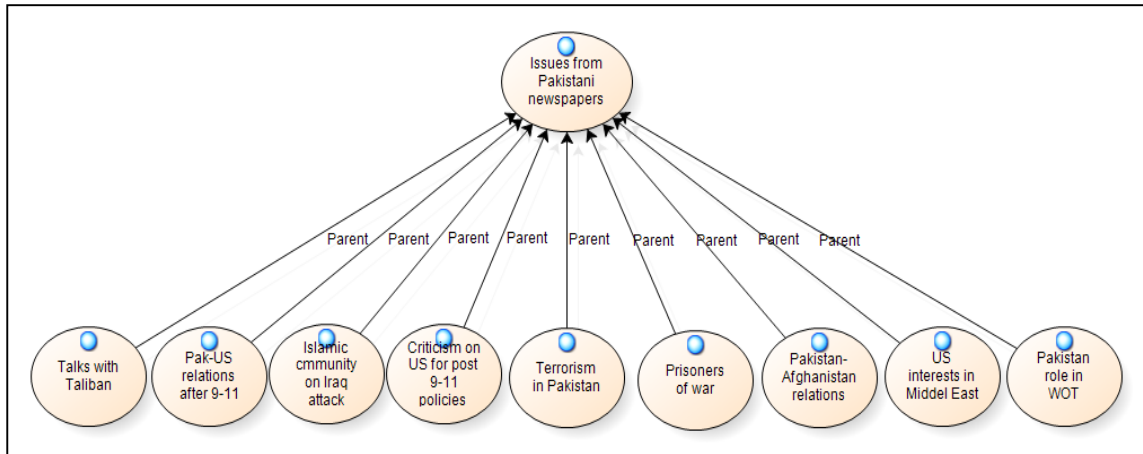 Issues from
Pakistani
newspapers
Parent
Parent
Parent
Parent
Parent
Parent
Parent
Parent
Parent
Talks with
Taliban
Pak-US
relations
after 9-11
Islamic
cmmunity
on Iraq
attack
Criticism on
US for post
9-11
policies
Terrorism
in Pakistan
Prisoners
of war
Pakistan-
Afghanistan
relations
US
interests in
Middel East
Pakistan
role in
WOT